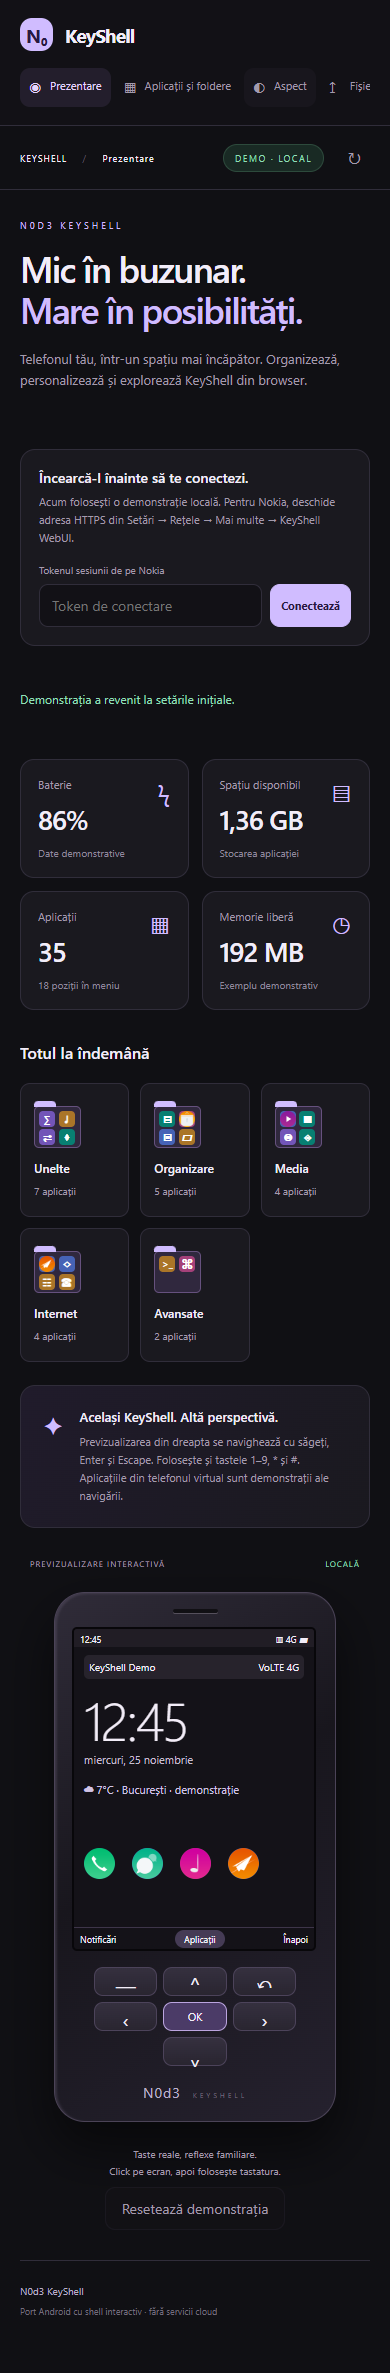 N₀ KeyShell
Prezentare Aplicații și foldere Aspect Fișie
KEYSHELL / Prezentare DEMO · LOCAL
N0D3 KEYSHELL
Mic în buzunar.
Mare în posibilități.
Telefonul tău, într-un spațiu mai încăpător. Organizează,
personalizează și explorează KeyShell din browser.
Încearcă-l înainte să te conectezi.
Acum folosești o demonstrație locală. Pentru Nokia, deschide
adresa HTTPS din Setări → Rețele → Mai multe → KeyShell
WebUI.
Tokenul sesiunii de pe Nokia
Token de conectare Conectează
Demonstrația a revenit la setările inițiale.
Baterie
86%
Date demonstrative
Spațiu disponibil
1,36 GB
Stocarea aplicației
Aplicații
35
18 poziții în meniu
Memorie liberă
192 MB
Exemplu demonstrativ
Totul la îndemână
Unelte
7 aplicații
Organizare
5 aplicații
Media
4 aplicații
Internet
4 aplicații
Avansate
2 aplicații
Același KeyShell. Altă perspectivă.
Previzualizarea din dreapta se navighează cu săgeți,
Enter și Escape. Folosește și tastele 1–9, * și #.
Aplicațiile din telefonul virtual sunt demonstrații ale
navigării.
PREVIZUALIZARE INTERACTIVĂ LOCALĂ
12:45 4G
KeyShell Demo VoLTE 4G
12:45
miercuri, 25 noiembrie
7°C · București · demonstrație
Notificări Aplicații Înapoi
OK
N0d3 KEYSHELL
Taste reale, reflexe familiare.
Click pe ecran, apoi folosește tastatura.
Resetează demonstrația
N0d3 KeyShell
Port Android cu shell interactiv · fără servicii cloud